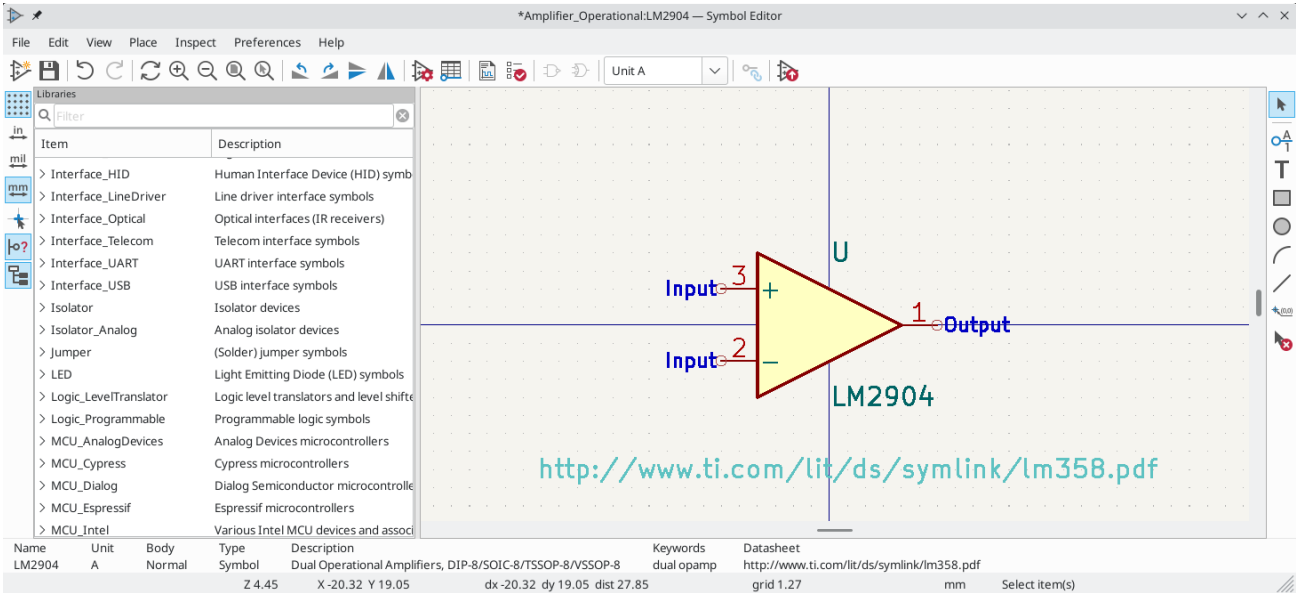 *Amplifier_Operational:LM2904 — Symbol Editor
File Edit View Place Inspect Preferences Help
Unit A
Libraries
Filter
Item Description
Interface_HID Human Interface Device (HID) symb
Interface_LineDriver Line driver interface symbols
Interface_Optical Optical interfaces (IR receivers)
Interface_Telecom Telecom interface symbols
Interface_UART UART interface symbols
Interface_USB USB interface symbols
Isolator Isolator devices
Isolator_Analog Analog isolator devices
Jumper (Solder) jumper symbols
LED Light Emitting Diode (LED) symbols
Logic_LevelTranslator Logic level translators and level shifte
Logic_Programmable Programmable logic symbols
MCU_AnalogDevices Analog Devices microcontrollers
MCU_Cypress Cypress microcontrollers
MCU_Dialog Dialog Semiconductor microcontrolle
MCU_Espressif Espressif microcontrollers
MCU_Intel Various Intel MCU devices and associ
in
mil
mm
U
Input 3 +
1 Output
Input 2 −
LM2904
http://www.ti.com/lit/ds/symlink/lm358.pdf
A
T
T
(0,0)
Name Unit Body Type Description Keywords Datasheet
LM2904 A Normal Symbol Dual Operational Amplifiers, DIP-8/SOIC-8/TSSOP-8/VSSOP-8 dual opamp http://www.ti.com/lit/ds/symlink/lm358.pdf
Z 4.45 X -20.32 Y 19.05 dx -20.32 dy 19.05 dist 27.85 grid 1.27 mm Select item(s)